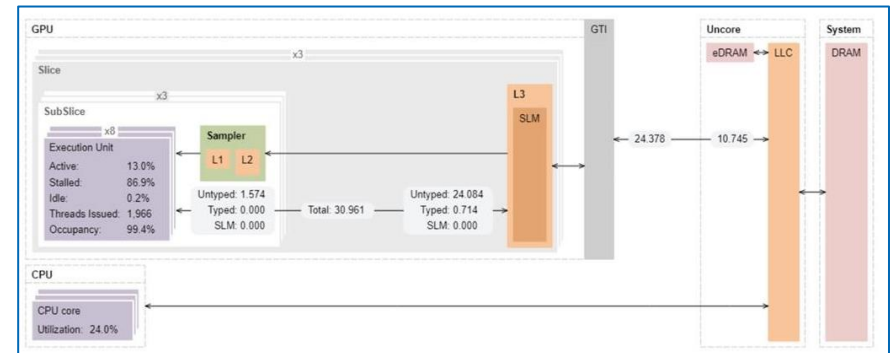 GPU
GTI
Uncore
System
x3
Slice
eDRAM
LLC
DRAM
x3
SubSlice
L3
SLM
x8
Execution Unit
Active: 13.0%
Stalled: 86.9%
Idle: 0.2%
Threads Issued: 1,966
Occupancy: 99.4%
Sampler
L1 L2
Untyped: 1.574
Typed: 0.000
SLM: 0.000
Total: 30.961
Untyped: 24.084
Typed: 0.714
SLM: 0.000
24.378
10.745
CPU
CPU core
Utilization: 24.0%